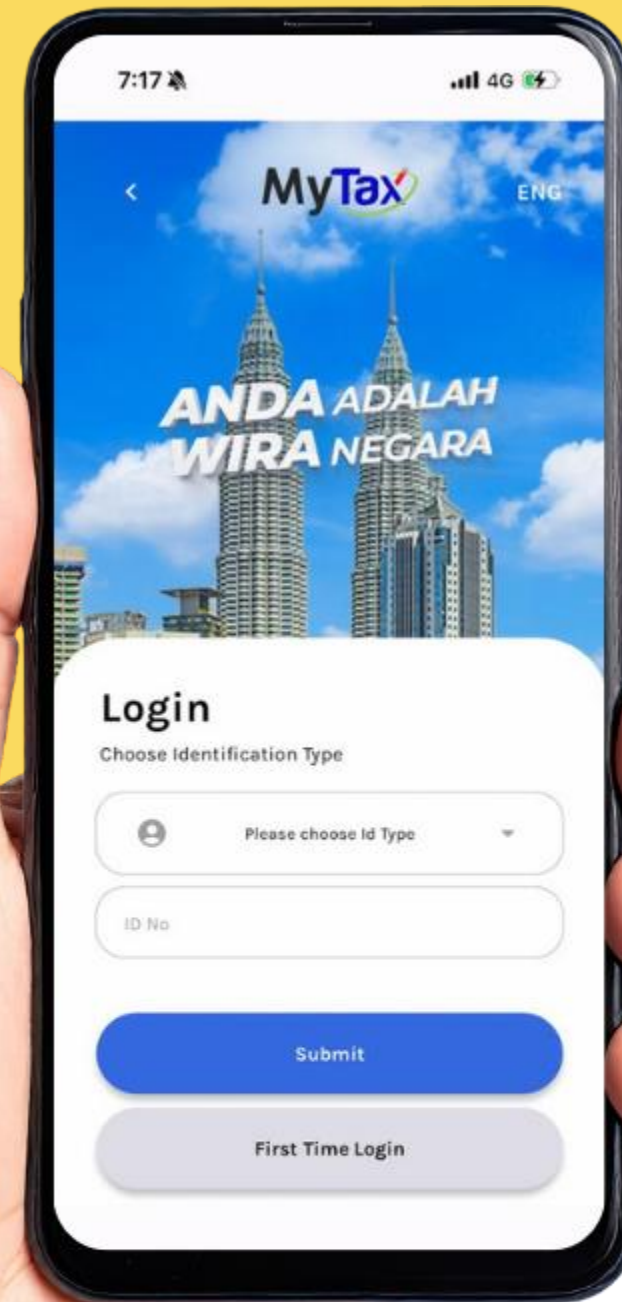 7:17
4G
MyTax
ENG
ANDA ADALAH
WIRA NEGARA
Login
Choose Identification Type
Please choose Id Type
ID No
Submit
First Time Login